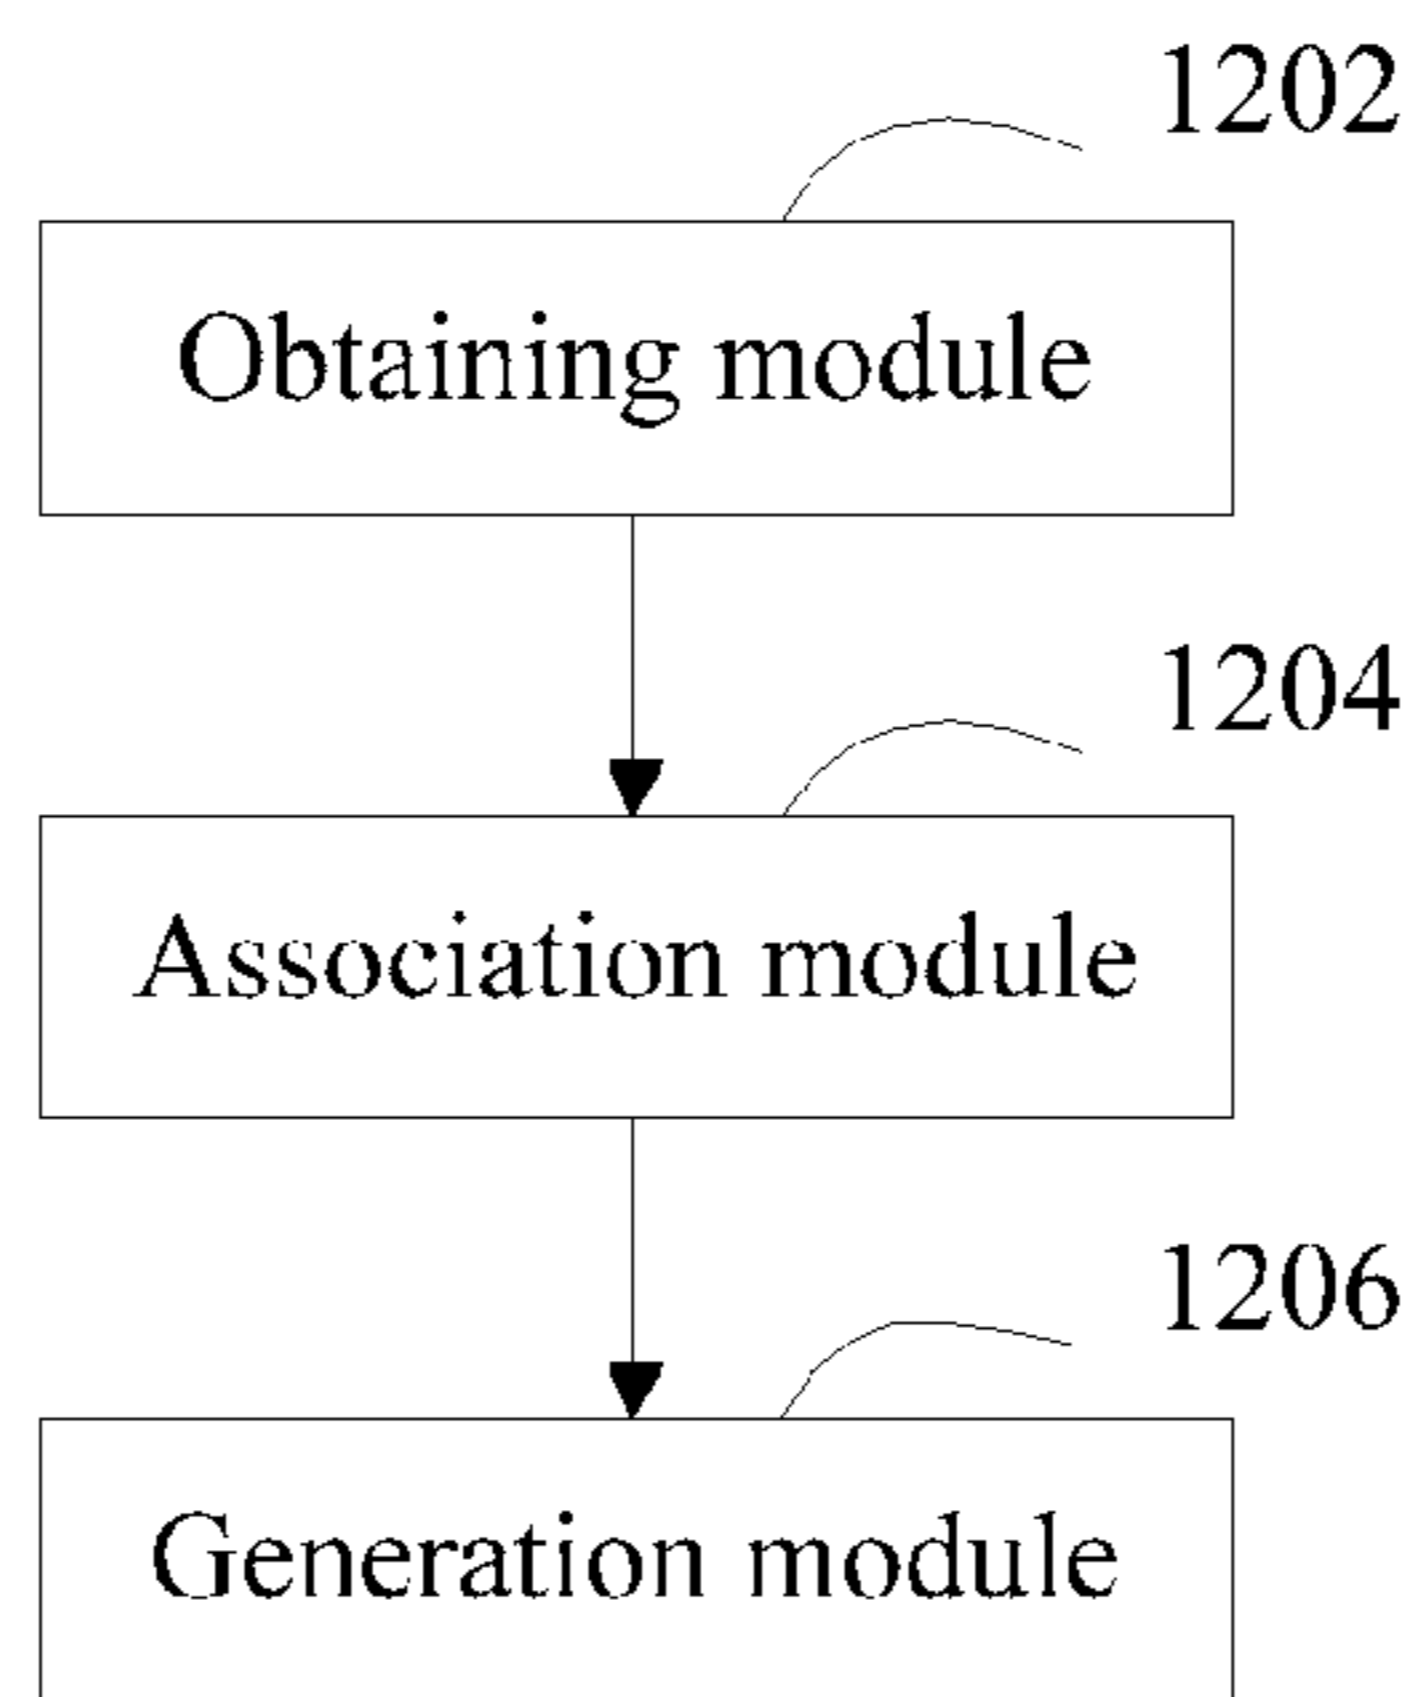 1202
Obtaining module
1204
Association module
1206
Generation module